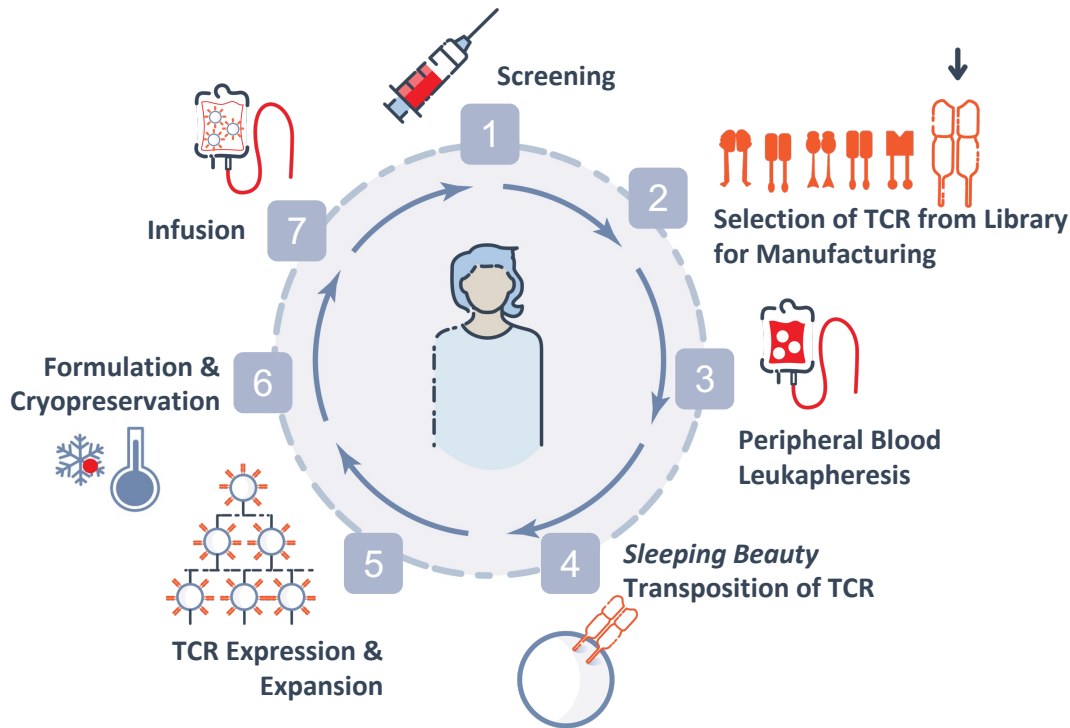 1
Screening
2
Selection of TCR from Library
for Manufacturing
3
Peripheral Blood
Leukapheresis
4
Sleeping Beauty
Transposition of TCR
5
TCR Expression &
Expansion
6
Formulation &
Cryopreservation
7
Infusion